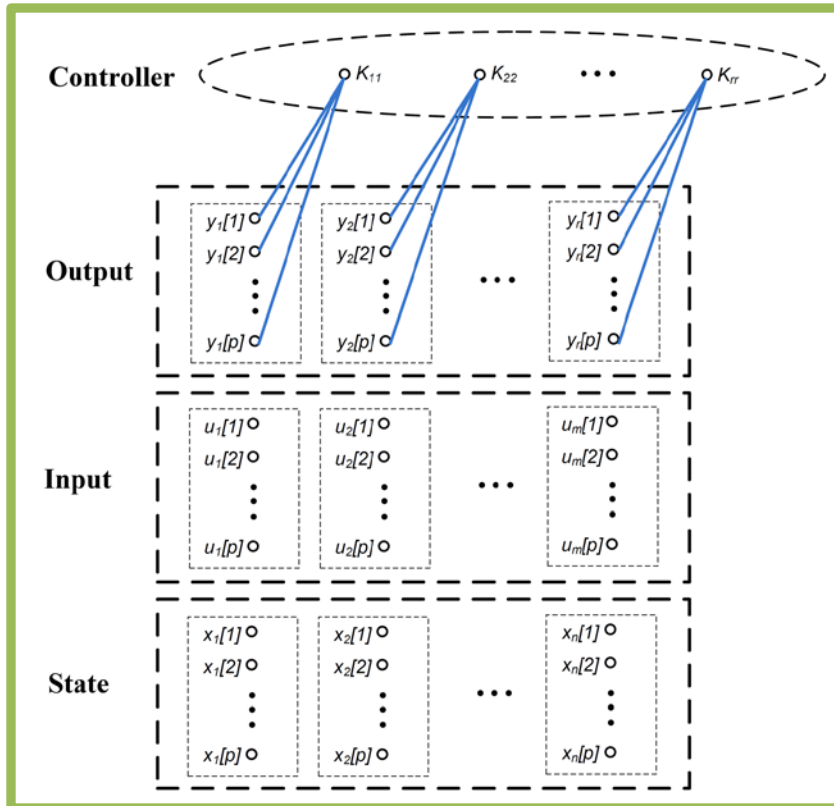 Controller K₁₁ K₂₂ ••• Kᵣᵣ
y₁[1] y₂[1] yᵣ[1]
y₁[2] y₂[2] yᵣ[2]
Output •••
y₁[p] y₂[p] yᵣ[p]
u₁[1] u₂[1] uₘ[1]
u₁[2] u₂[2] uₘ[2]
Input •••
u₁[p] u₂[p] uₘ[p]
x₁[1] x₂[1] xₙ[1]
x₁[2] x₂[2] xₙ[2]
State •••
x₁[p] x₂[p] xₙ[p]